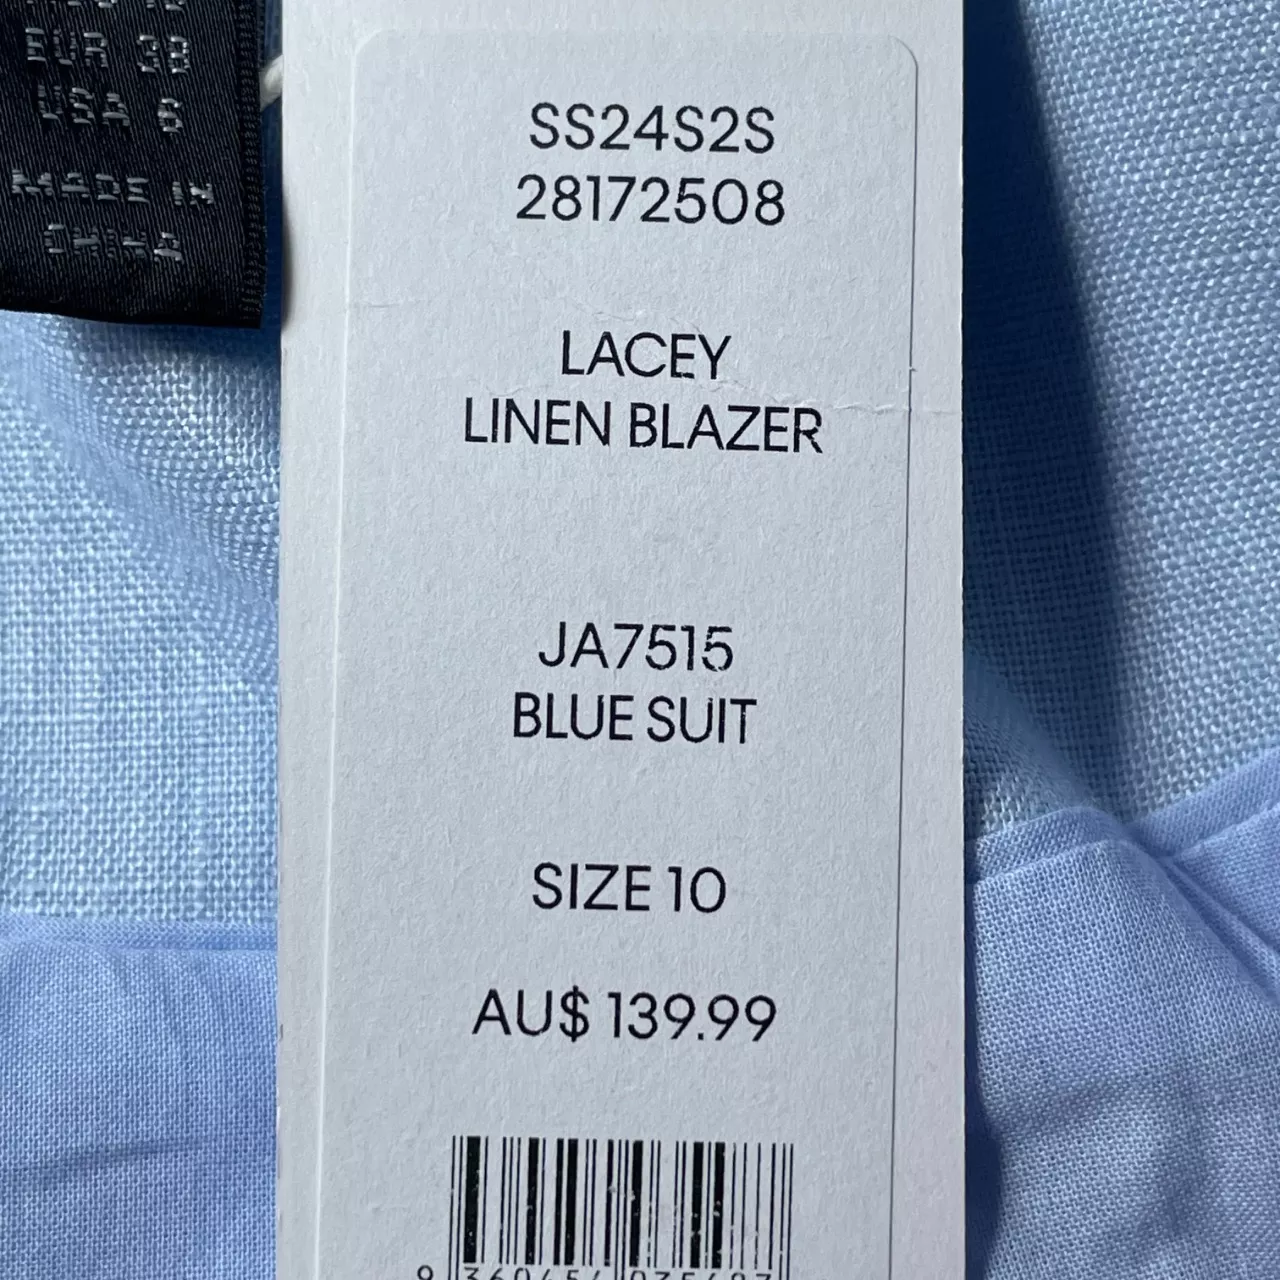 EUR 38
USA 6
MADE IN
CHINA
SS24S2S
28172508
LACEY
LINEN BLAZER
JA7515
BLUE SUIT
SIZE 10
AU$ 139.99